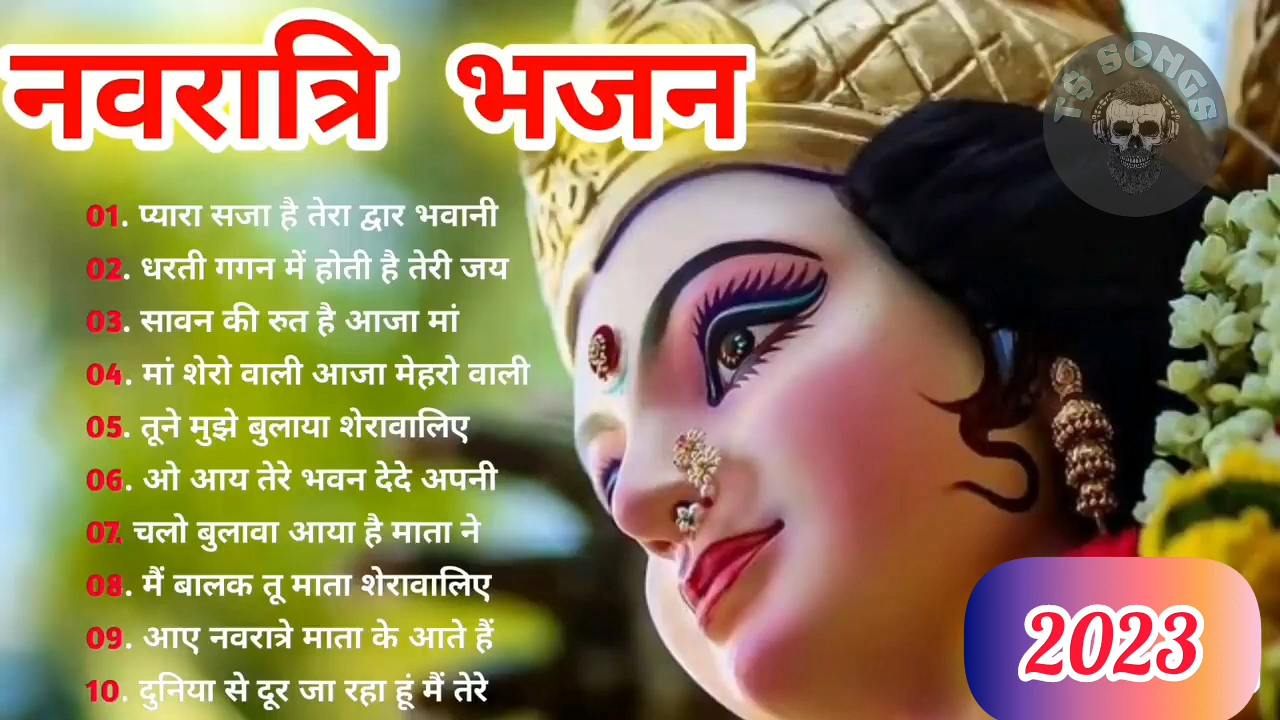 नवरात्रि भजन
TS SONGS
01. प्यारा सजा है तेरा द्वार भवानी
02. धरती गगन में होती है तेरी जय
03. सावन की रुत है आजा मां
04. मां शेरो वाली आजा मेहरो वाली
05. तूने मुझे बुलाया शेरावालिए
06. ओ आय तेरे भवन देदे अपनी
07. चलो बुलावा आया है माता ने
08. मैं बालक तू माता शेरावालिए
09. आए नवरात्रे माता के आते हैं
10. दुनिया से दूर जा रहा हूं मैं तेरे
2023